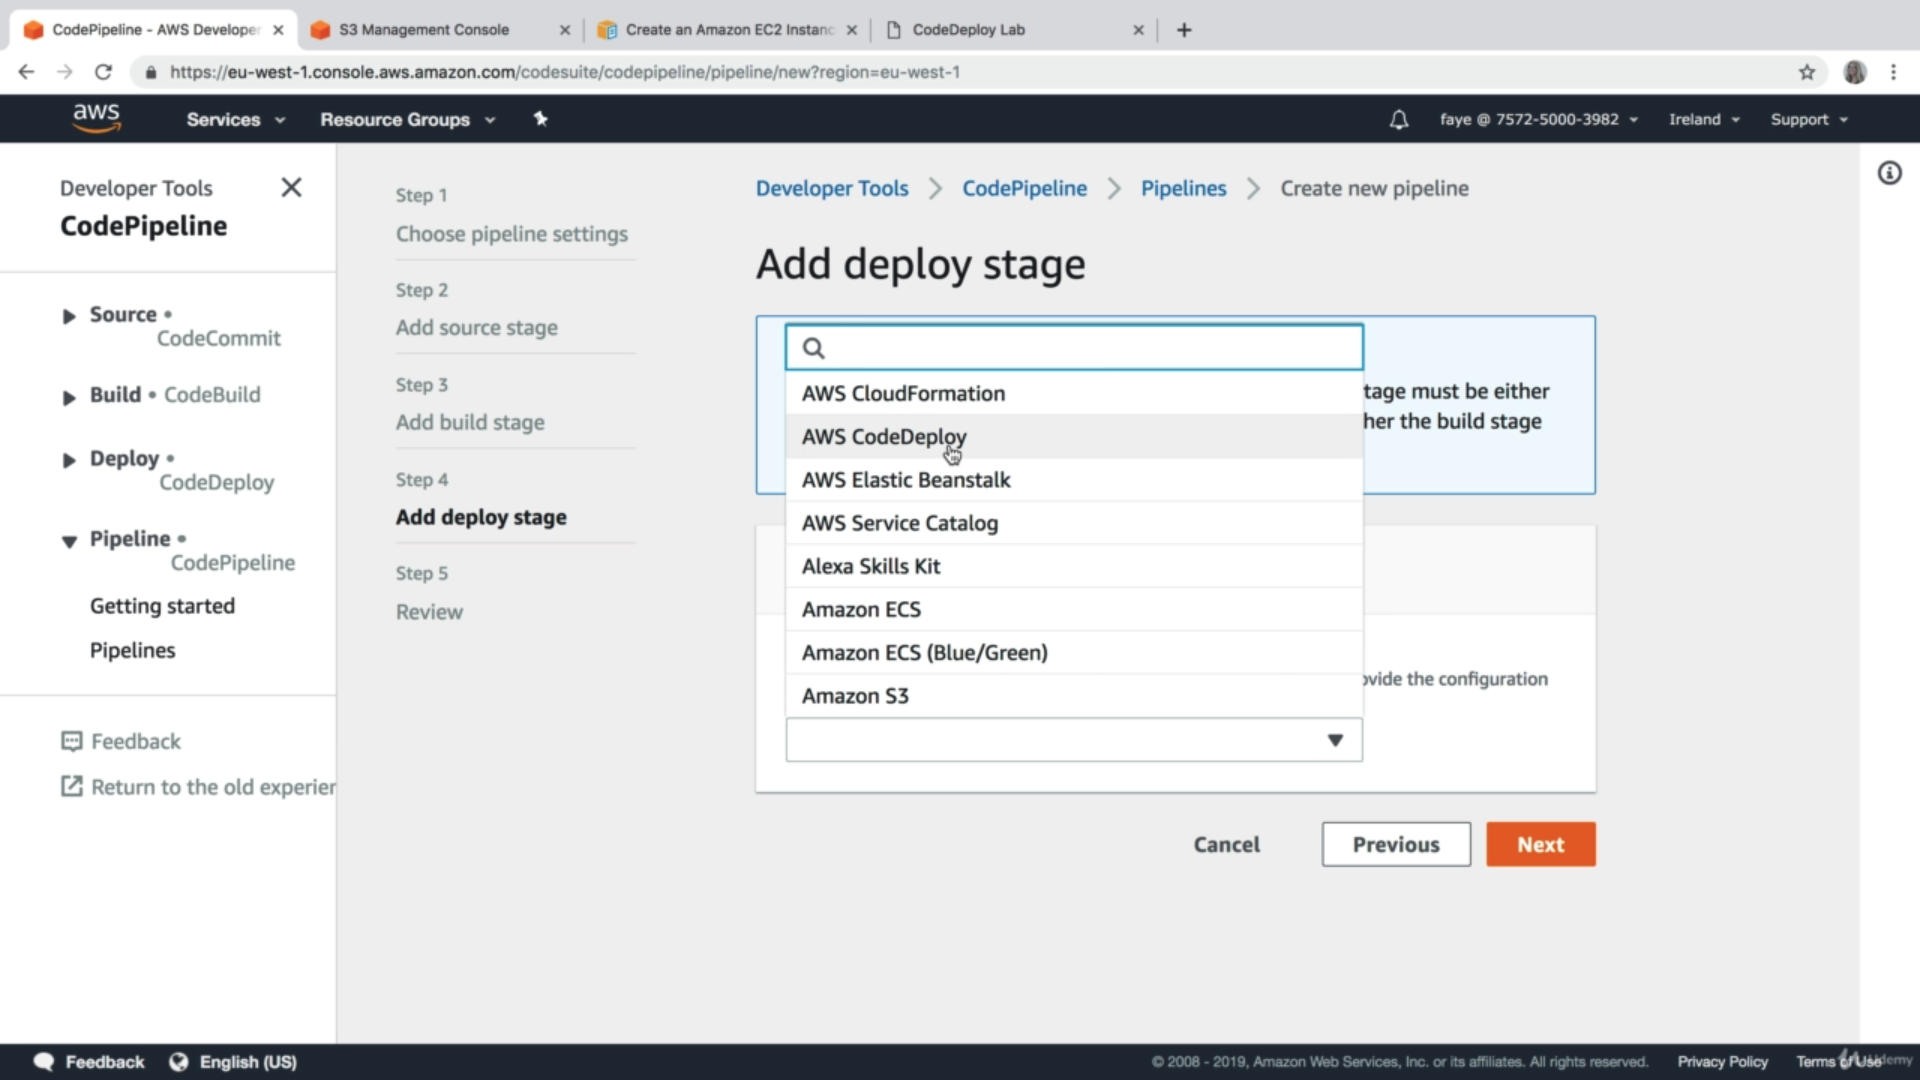 CodePipeline - AWS Developer
S3 Management Console
Create an Amazon EC2 Instanc
CodeDeploy Lab
https://eu-west-1.console.aws.amazon.com/codesuite/codepipeline/pipeline/new?region=eu-west-1
aws
Services
Resource Groups
faye @ 7572-5000-3982
Ireland
Support
Developer Tools
CodePipeline
Source •
CodeCommit
Build • CodeBuild
Deploy •
CodeDeploy
Pipeline •
CodePipeline
Getting started
Pipelines
Feedback
Return to the old experien
Step 1
Choose pipeline settings
Step 2
Add source stage
Step 3
Add build stage
Step 4
Add deploy stage
Step 5
Review
Developer Tools > CodePipeline > Pipelines > Create new pipeline
Add deploy stage
tage must be either
her the build stage
AWS CloudFormation
AWS CodeDeploy
AWS Elastic Beanstalk
AWS Service Catalog
Alexa Skills Kit
Amazon ECS
Amazon ECS (Blue/Green)
Amazon S3
ovide the configuration
Cancel
Previous
Next
Feedback
English (US)
© 2008 - 2019, Amazon Web Services, Inc. or its affiliates. All rights reserved.
Privacy Policy
Terms of Use